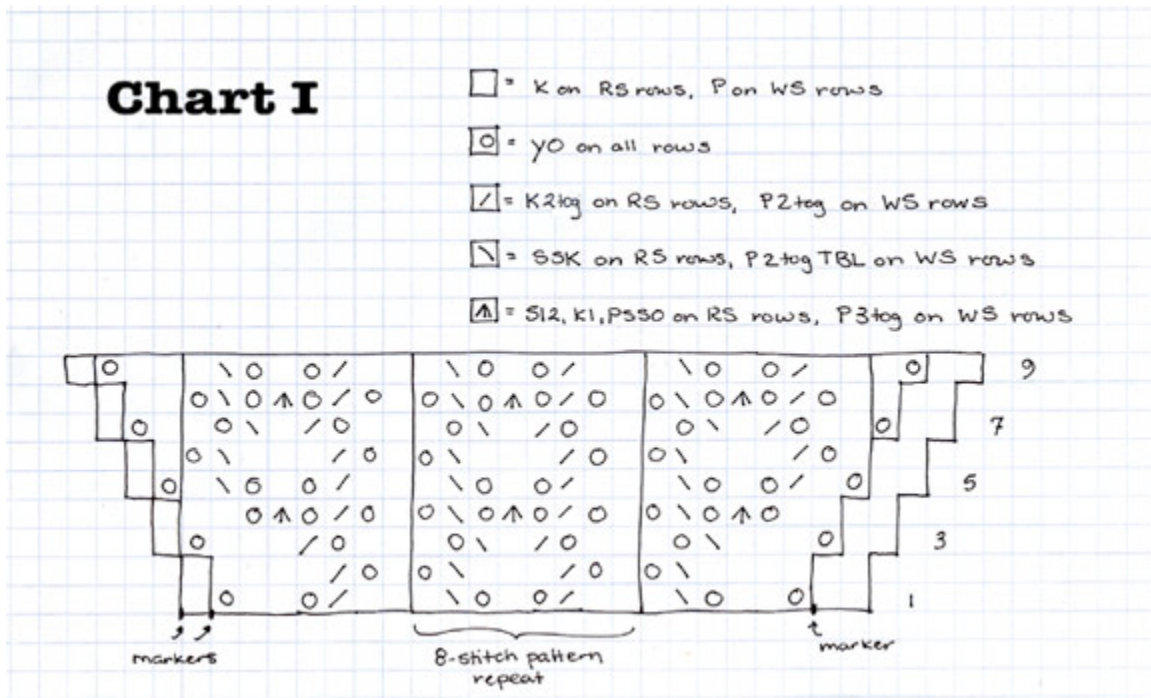 Chart I
= K on RS rows, P on WS rows
= YO on all rows
= K2tog on RS rows, P2tog on WS rows
= SSK on RS rows, P2tog TBL on WS rows
= Sl2, K1, PSSO on RS rows, P3tog on WS rows
9
7
5
3
1
markers
8-stitch pattern
repeat
marker